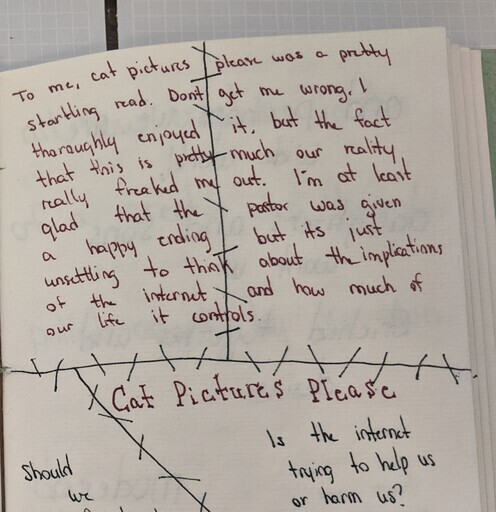 To me, cat pictures please was a pretty
startling read. Dont get me wrong, I
thoroughly enjoyed it, but the fact
that this is pretty much our reality
really freaked me out. I'm at least
glad that the pastor was given
a happy ending but its just
unsettling to think about the implications
of the internet and how much of
our life it controls.
Cat Pictures Please
Is the internet
trying to help us
or harm us?
Should
we